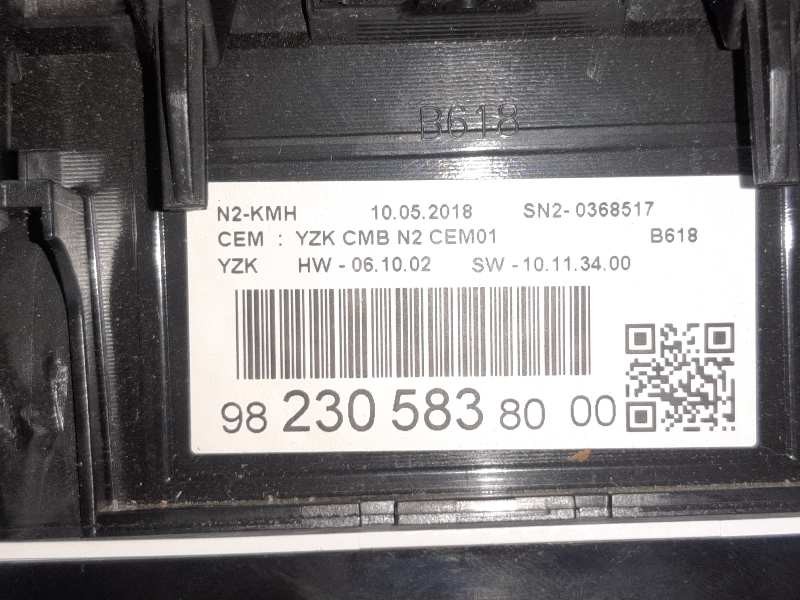 B618
N2-KMH 10.05.2018 SN2- 0368517
CEM : YZK CMB N2 CEM01 B618
YZK HW - 06.10.02 SW - 10.11.34.00
98 230 583 80 00